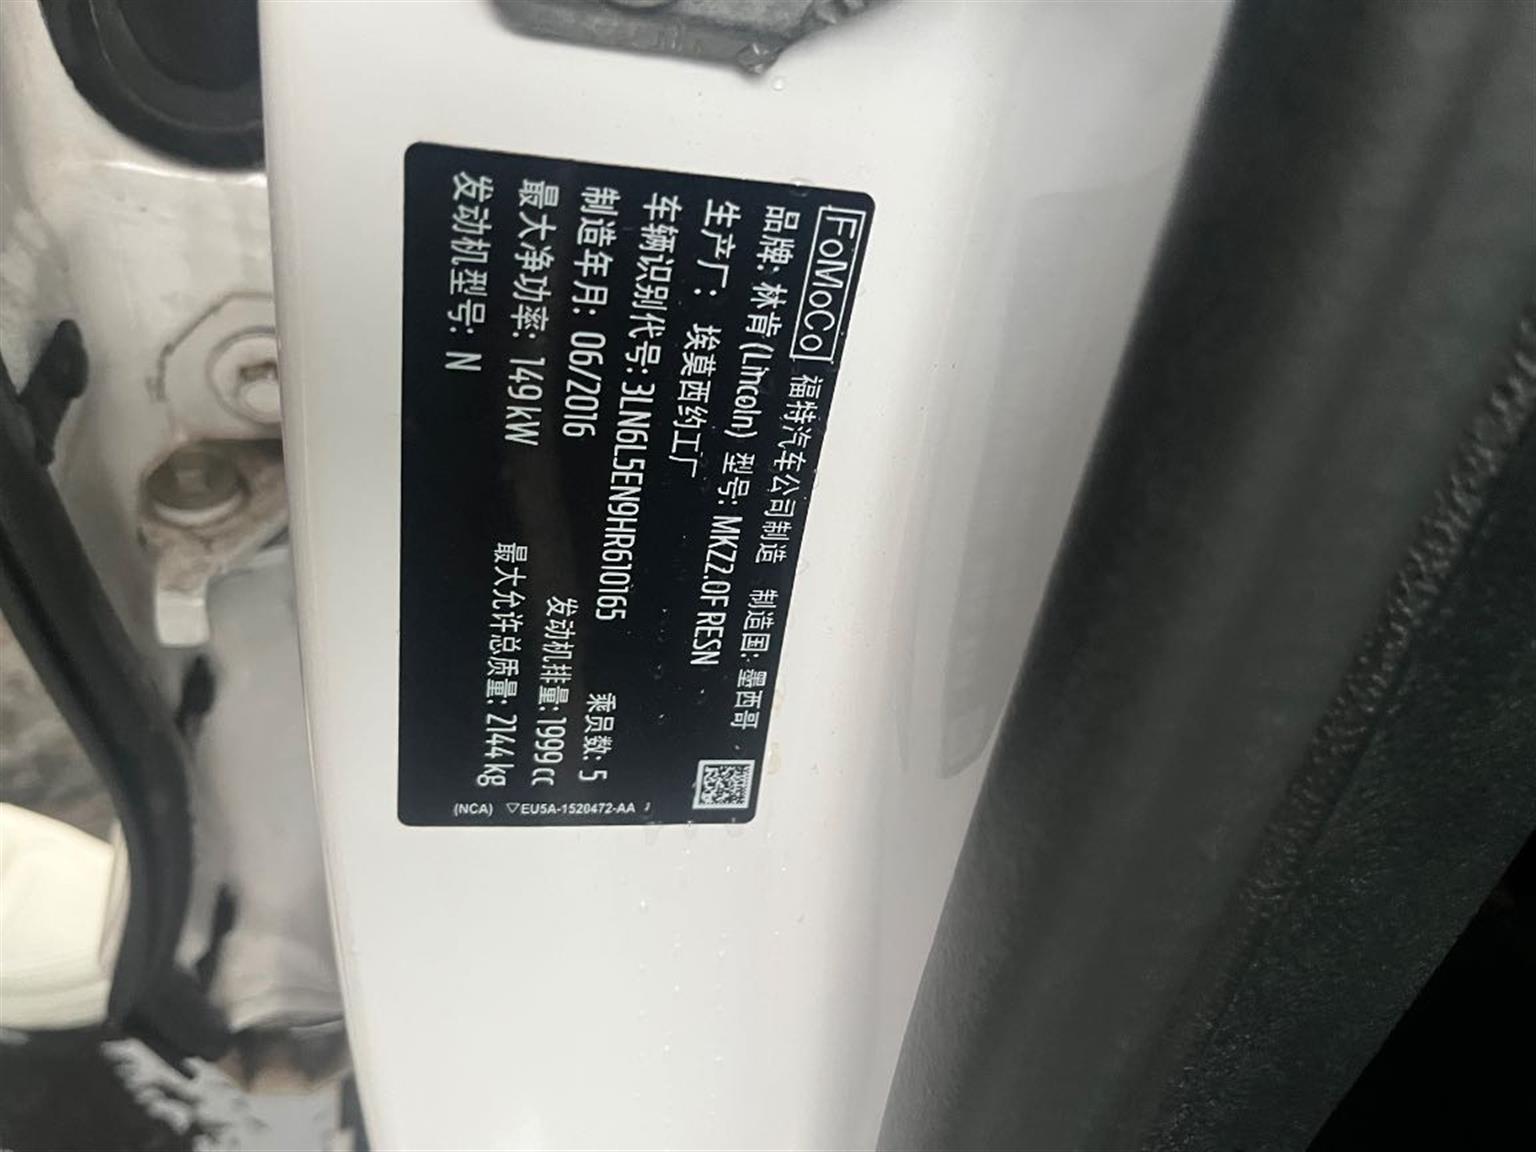 FoMoCo 福特汽车公司制造 制造国: 墨西哥
品牌: 林肯(Lincoln) 型号: MKZ2.0F RESN
生产厂: 埃莫西约工厂
车辆识别代号: 3LN6L5EN9HR610165 乘员数: 5
制造年月: 06/2016 发动机排量: 1999 cc
最大净功率: 149 kW 最大允许总质量: 2144 kg
发动机型号: N
(NCA) ▽EU5A-1520472-AA